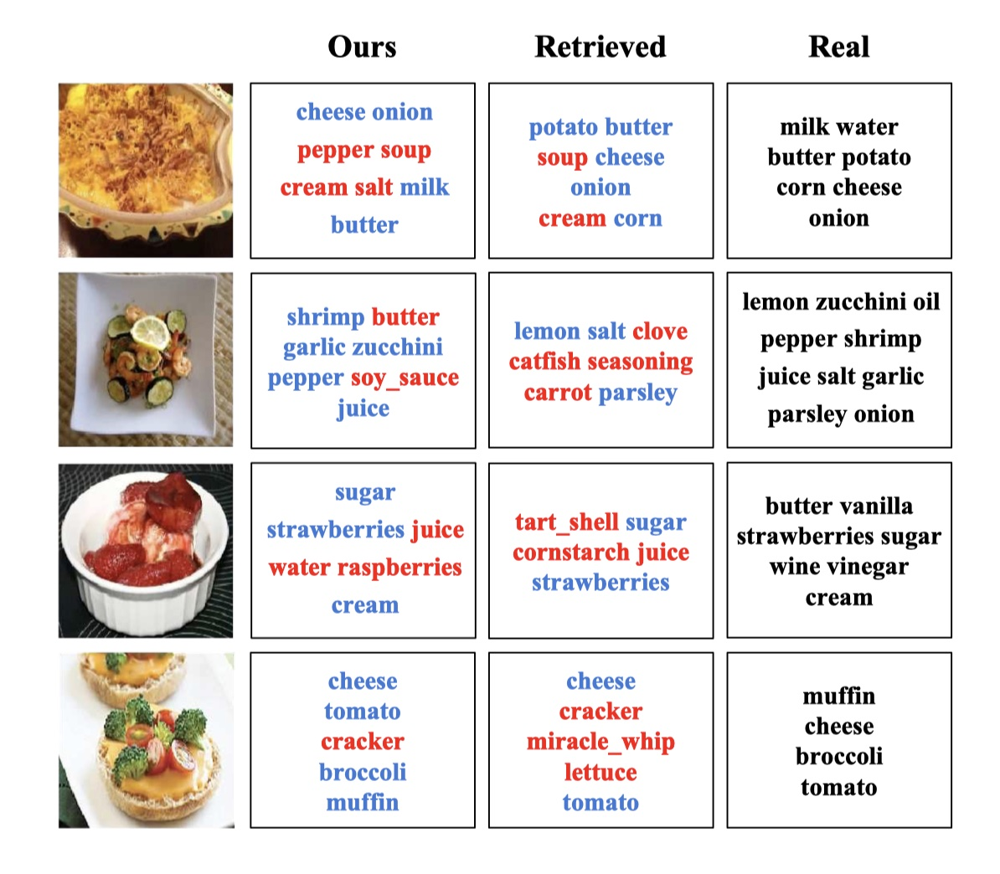 Ours Retrieved Real
cheese onion
pepper soup
cream salt milk
butter
potato butter
soup cheese
onion
cream corn
milk water
butter potato
corn cheese
onion
shrimp butter
garlic zucchini
pepper soy_sauce
juice
lemon salt clove
catfish seasoning
carrot parsley
lemon zucchini oil
pepper shrimp
juice salt garlic
parsley onion
sugar
strawberries juice
water raspberries
cream
tart_shell sugar
cornstarch juice
strawberries
butter vanilla
strawberries sugar
wine vinegar
cream
cheese
tomato
cracker
broccoli
muffin
cheese
cracker
miracle_whip
lettuce
tomato
muffin
cheese
broccoli
tomato